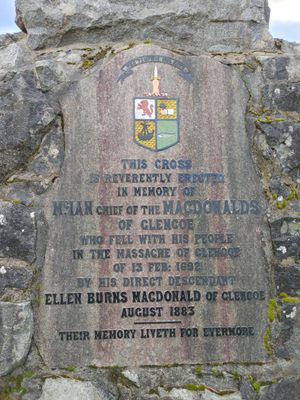 THIS CROSS
IS REVERENTLY ERECTED
IN MEMORY OF
McIAN CHIEF OF THE MACDONALDS
OF GLENCOE
WHO FELL WITH HIS PEOPLE
IN THE MASSACRE OF GLENCOE
OF 13 FEB: 1692
BY HIS DIRECT DESCENDANT
ELLEN BURNS MACDONALD OF GLENCOE
AUGUST 1883
THEIR MEMORY LIVETH FOR EVERMORE.